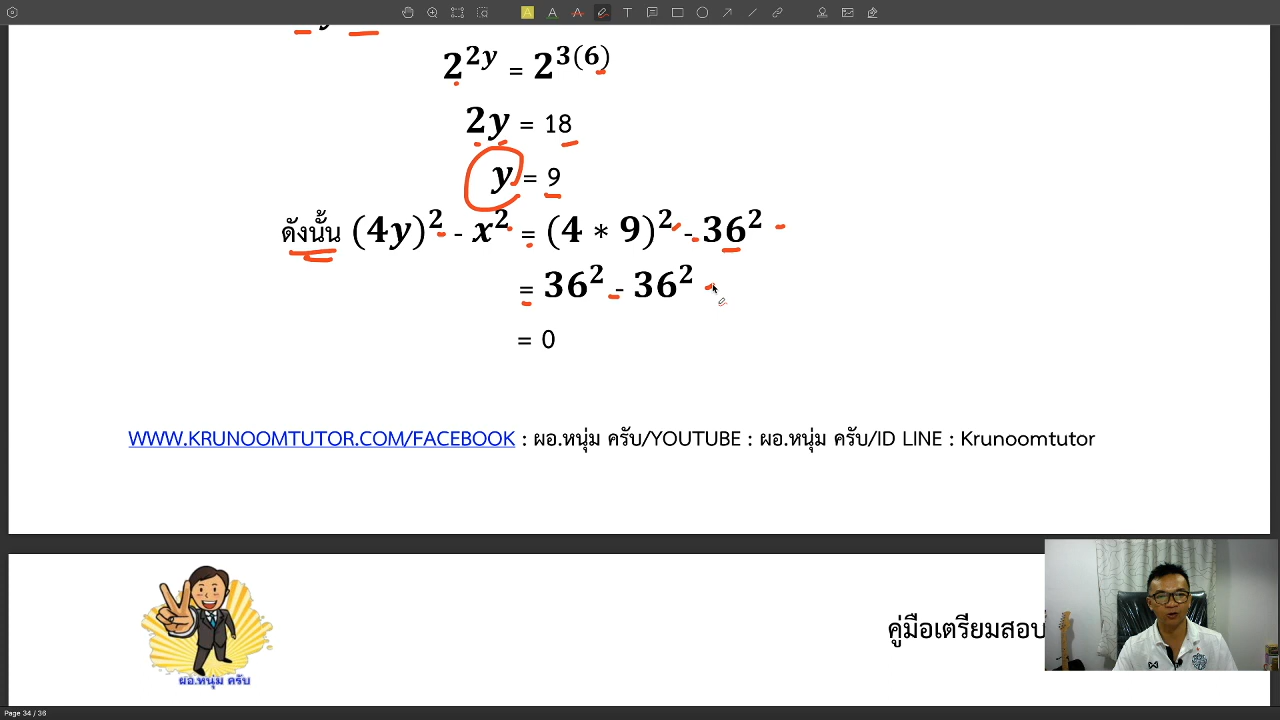 2^{2y} = 2^{3(6)}
2y = 18
y = 9
ดังนั้น (4y)^2 - x^2 = (4 * 9)^2 - 36^2
= 36^2 - 36^2
= 0
WWW.KRUNOOMTUTOR.COM/FACEBOOK : ผอ.หนุ่ม ครับ/YOUTUBE : ผอ.หนุ่ม ครับ/ID LINE : Krunoomtutor
คู่มือเตรียมสอบ
ผอ.หนุ่ม ครับ
Page 34 / 36